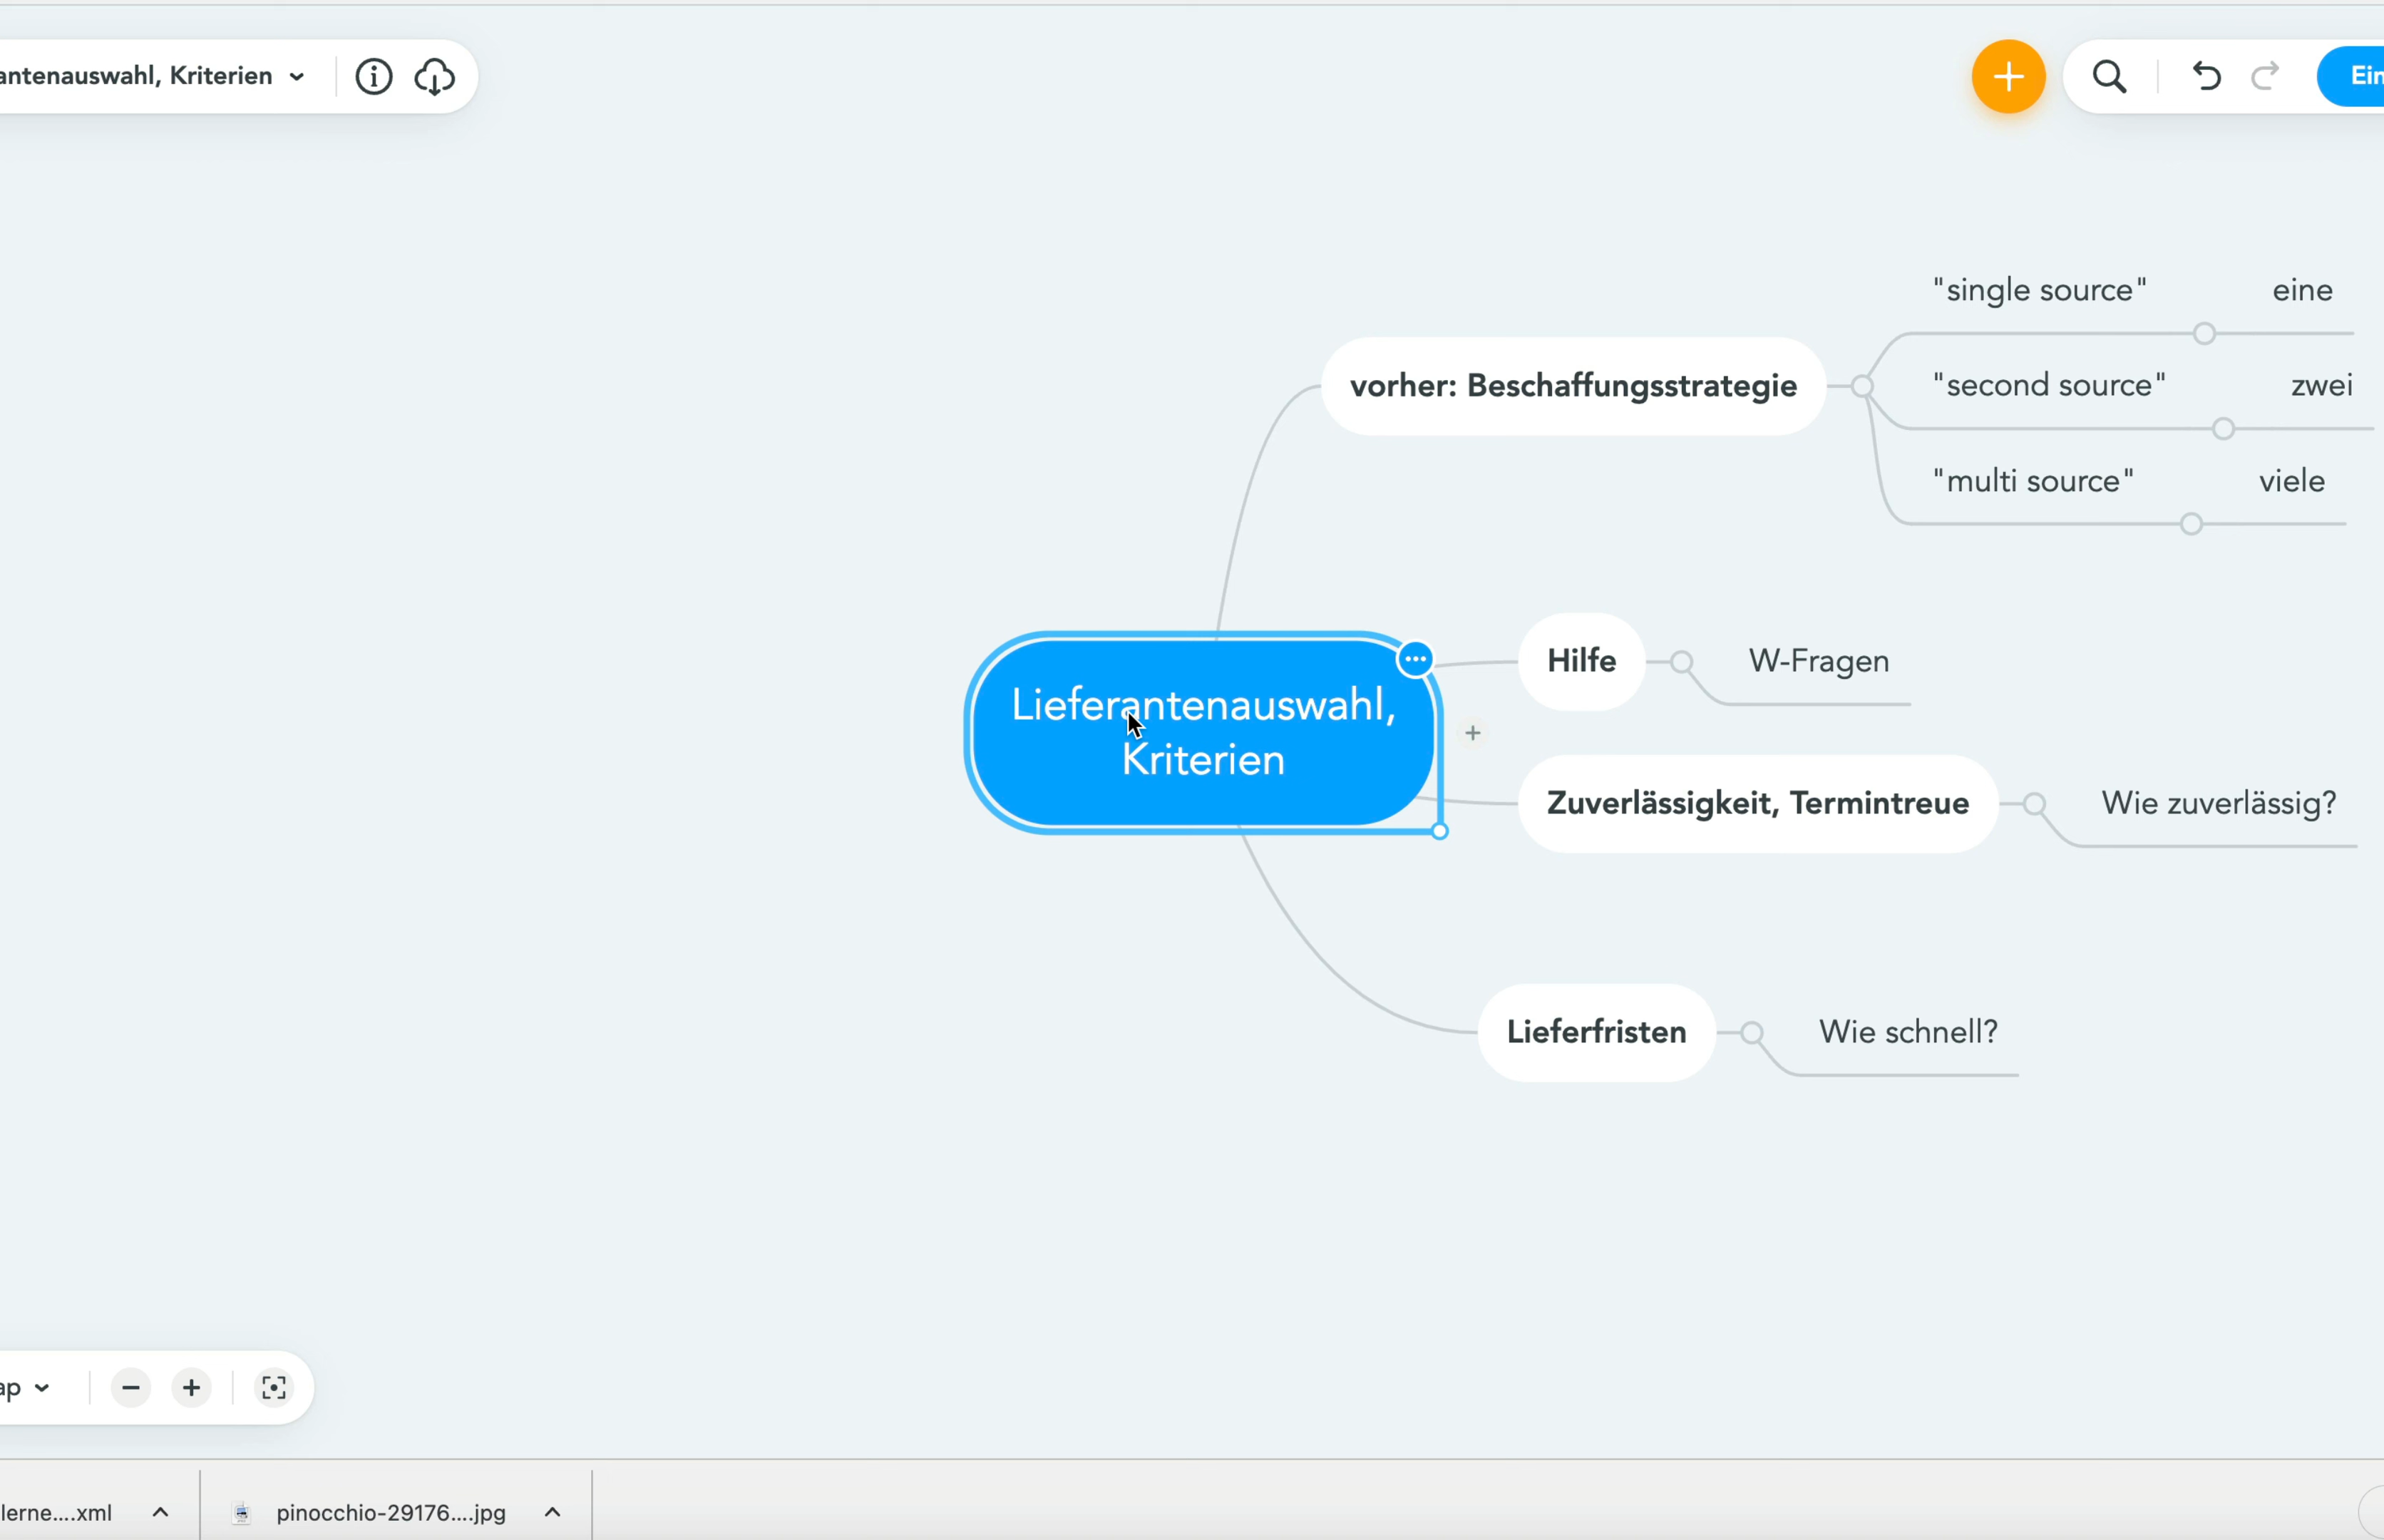 antenauswahl, Kriterien
Ein
"single source" eine
vorher: Beschaffungsstrategie
"second source" zwei
"multi source" viele
Hilfe
W-Fragen
Lieferantenauswahl,
Kriterien
Zuverlässigkeit, Termintreue
Wie zuverlässig?
Lieferfristen
Wie schnell?
ap
lerne....xml
pinocchio-29176....jpg